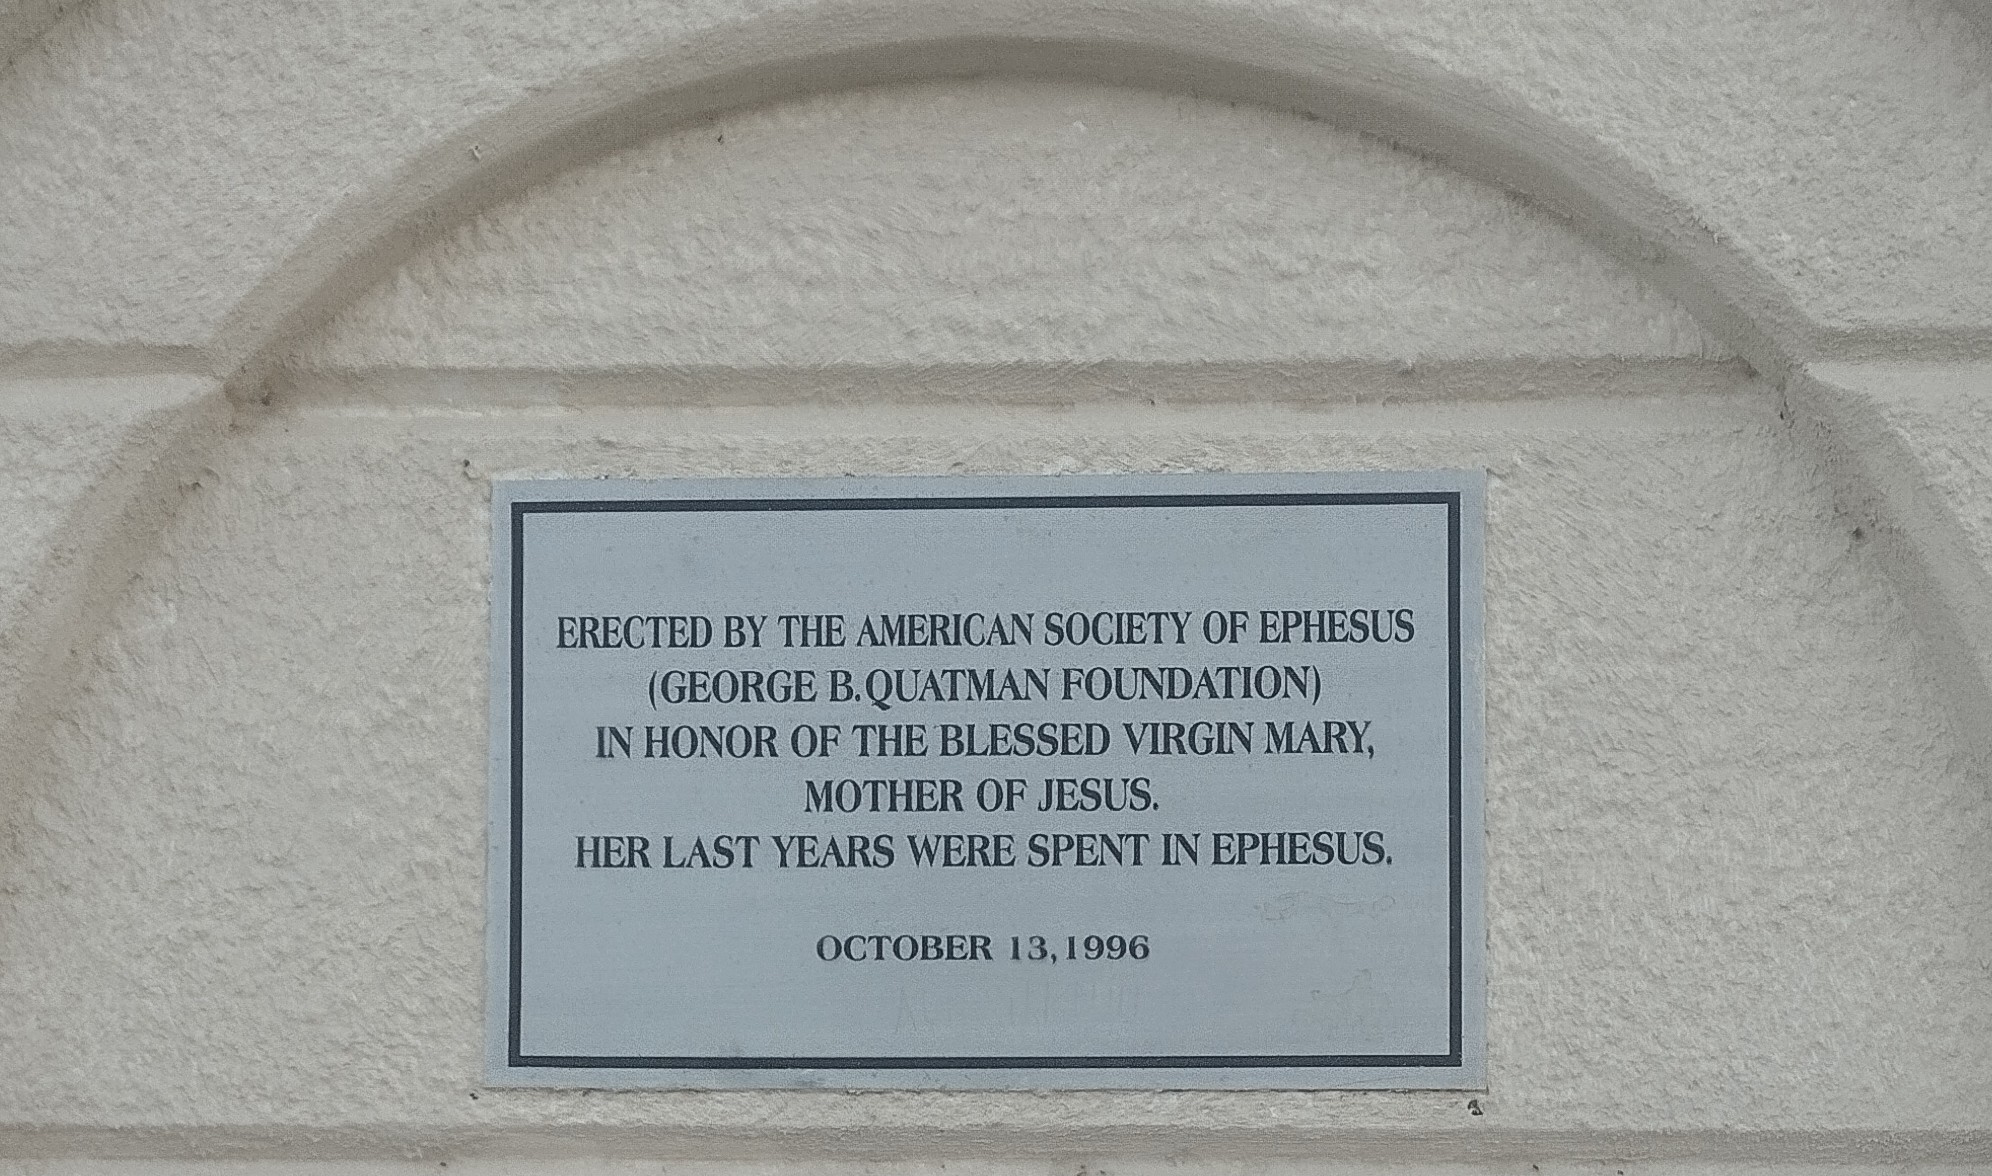 ERECTED BY THE AMERICAN SOCIETY OF EPHESUS
(GEORGE B. QUATMAN FOUNDATION)
IN HONOR OF THE BLESSED VIRGIN MARY,
MOTHER OF JESUS.
HER LAST YEARS WERE SPENT IN EPHESUS.
OCTOBER 13, 1996